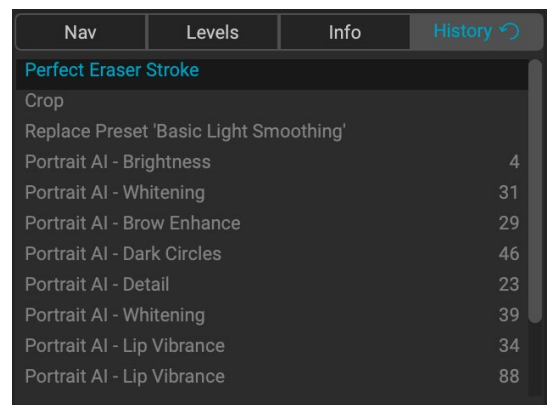 Nav Levels Info History
Perfect Eraser Stroke
Crop
Replace Preset 'Basic Light Smoothing'
Portrait AI - Brightness 4
Portrait AI - Whitening 31
Portrait AI - Brow Enhance 29
Portrait AI - Dark Circles 46
Portrait AI - Detail 23
Portrait AI - Whitening 39
Portrait AI - Lip Vibrance 34
Portrait AI - Lip Vibrance 88